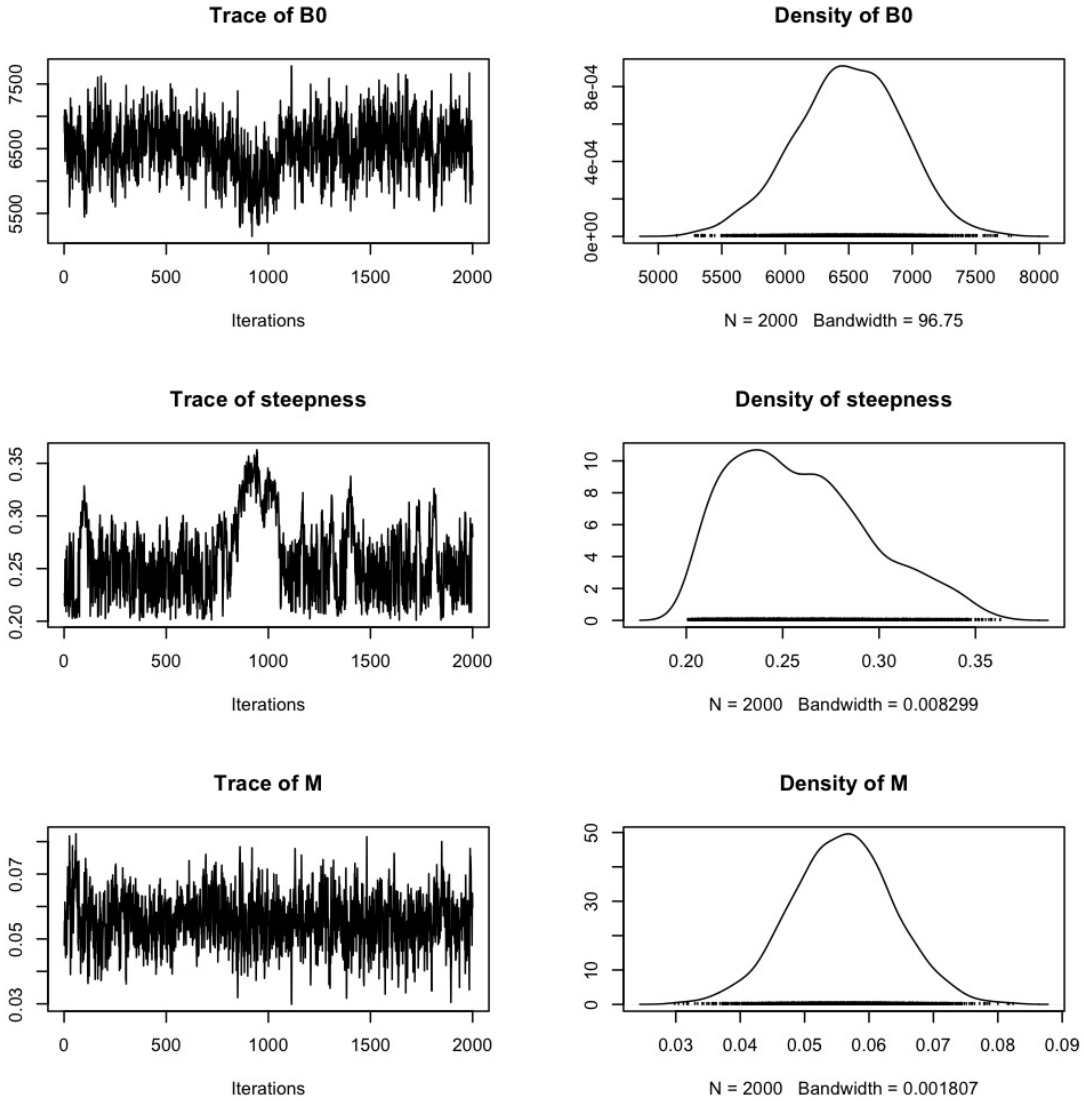 Trace of B0
5500 6500 7500
0 500 1000 1500 2000
Iterations
Density of B0
0e+00 4e-04 8e-04
5000 5500 6000 6500 7000 7500 8000
N = 2000 Bandwidth = 96.75
Trace of steepness
0.20 0.25 0.30 0.35
0 500 1000 1500 2000
Iterations
Density of steepness
0 2 4 6 8 10
0.20 0.25 0.30 0.35
N = 2000 Bandwidth = 0.008299
Trace of M
0.03 0.05 0.07
0 500 1000 1500 2000
Iterations
Density of M
0 10 30 50
0.03 0.04 0.05 0.06 0.07 0.08 0.09
N = 2000 Bandwidth = 0.001807